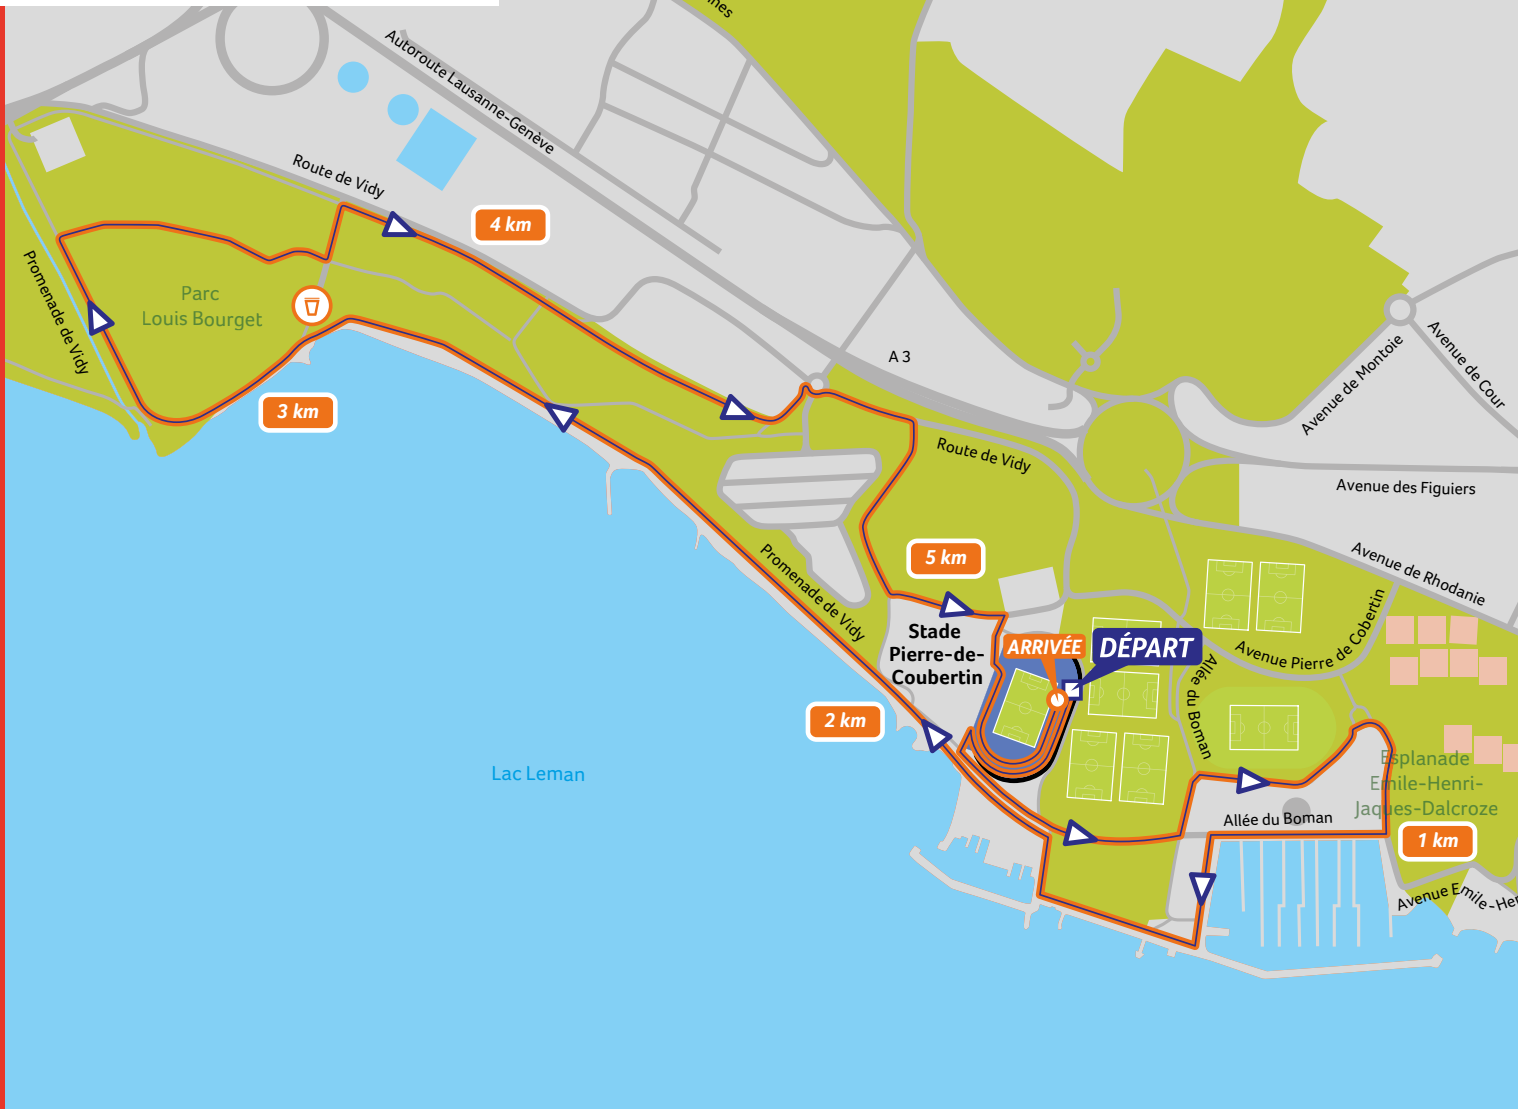 Autoroute Lausanne-Genève
Route de Vidy
4 km
Promenade de Vidy
Parc
Louis Bourget
3 km
A 3
Avenue de Montoie
Avenue de Cour
Route de Vidy
Avenue des Figuiers
5 km
Promenade de Vidy
Avenue de Rhodanie
Stade
Pierre-de-
Coubertin
ARRIVÉE
DÉPART
Avenue Pierre de Cobertin
Allée du Boman
2 km
Lac Leman
Esplanade
Emile-Henri-
Jaques-Dalcroze
Allée du Boman
1 km
Avenue Emile-Her